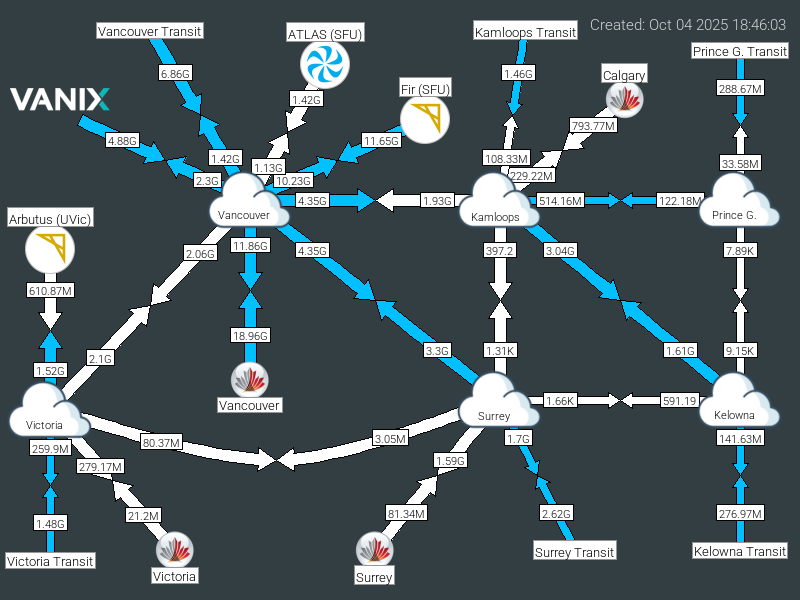 Created: Oct 04 2025 18:46:03
Vancouver Transit
ATLAS (SFU)
Kamloops Transit
Prince G. Transit
6.86G
1.46G
Calgary
288.67M
VANIX
1.42G
Fir (SFU)
4.88G
11.65G
793.77M
1.42G
1.13G
108.33M
33.58M
2.3G
10.23G
229.22M
4.35G
1.93G
514.16M
122.18M
Vancouver
Kamloops
Prince G.
Arbutus (UVic)
2.06G
11.86G
4.35G
397.2
3.04G
7.89K
610.87M
18.96G
2.1G
3.3G
1.31K
1.61G
9.15K
1.52G
Vancouver
1.66K
591.19
Victoria
Surrey
Kelowna
259.9M
80.37M
3.05M
1.7G
141.63M
279.17M
1.59G
1.48G
21.2M
81.34M
2.62G
276.97M
Victoria Transit
Victoria
Surrey
Surrey Transit
Kelowna Transit